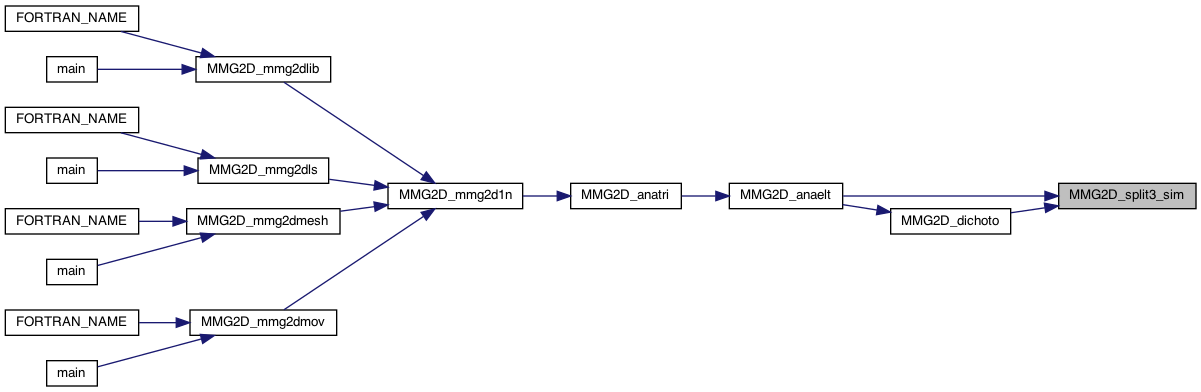 FORTRAN_NAME
main
MMG2D_mmg2dlib
FORTRAN_NAME
main
MMG2D_mmg2dls
MMG2D_mmg2d1n
MMG2D_anatri
MMG2D_anaelt
MMG2D_split3_sim
FORTRAN_NAME
MMG2D_mmg2dmesh
MMG2D_dichoto
main
FORTRAN_NAME
MMG2D_mmg2dmov
main